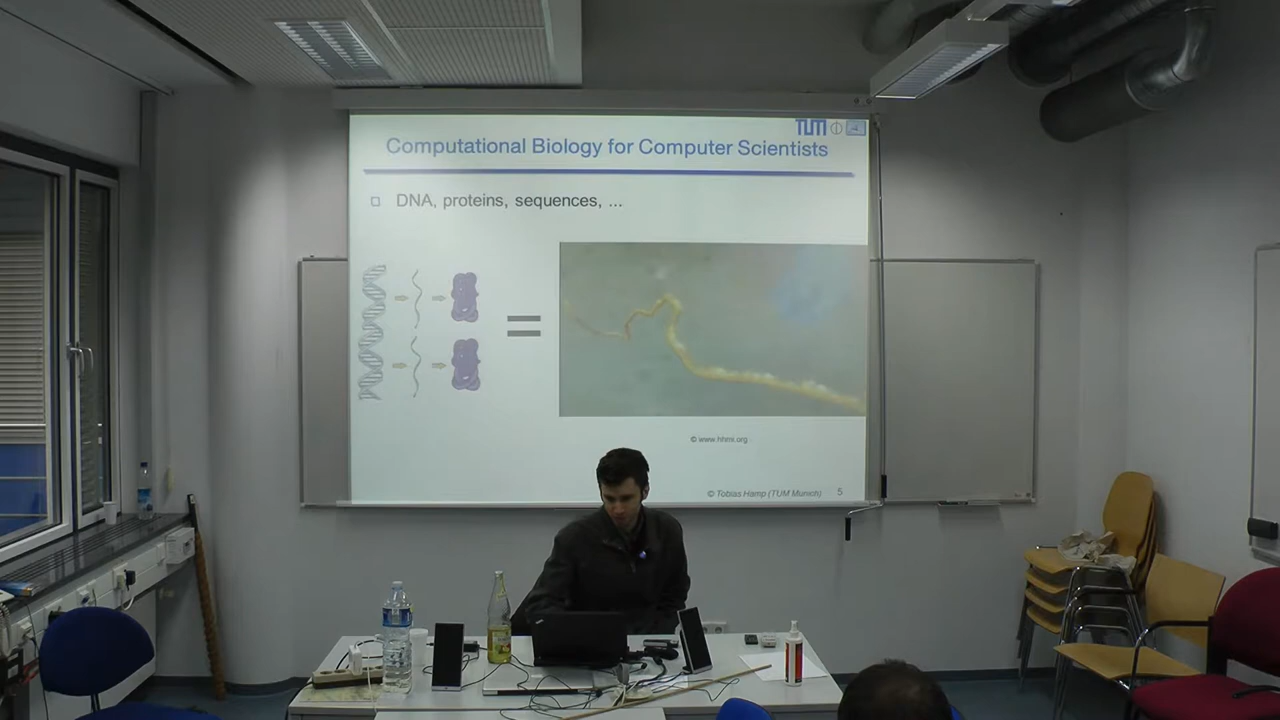 TUM
Computational Biology for Computer Scientists
DNA, proteins, sequences, ...
© www.hhmi.org
© Tobias Hamp (TUM Munich) 5